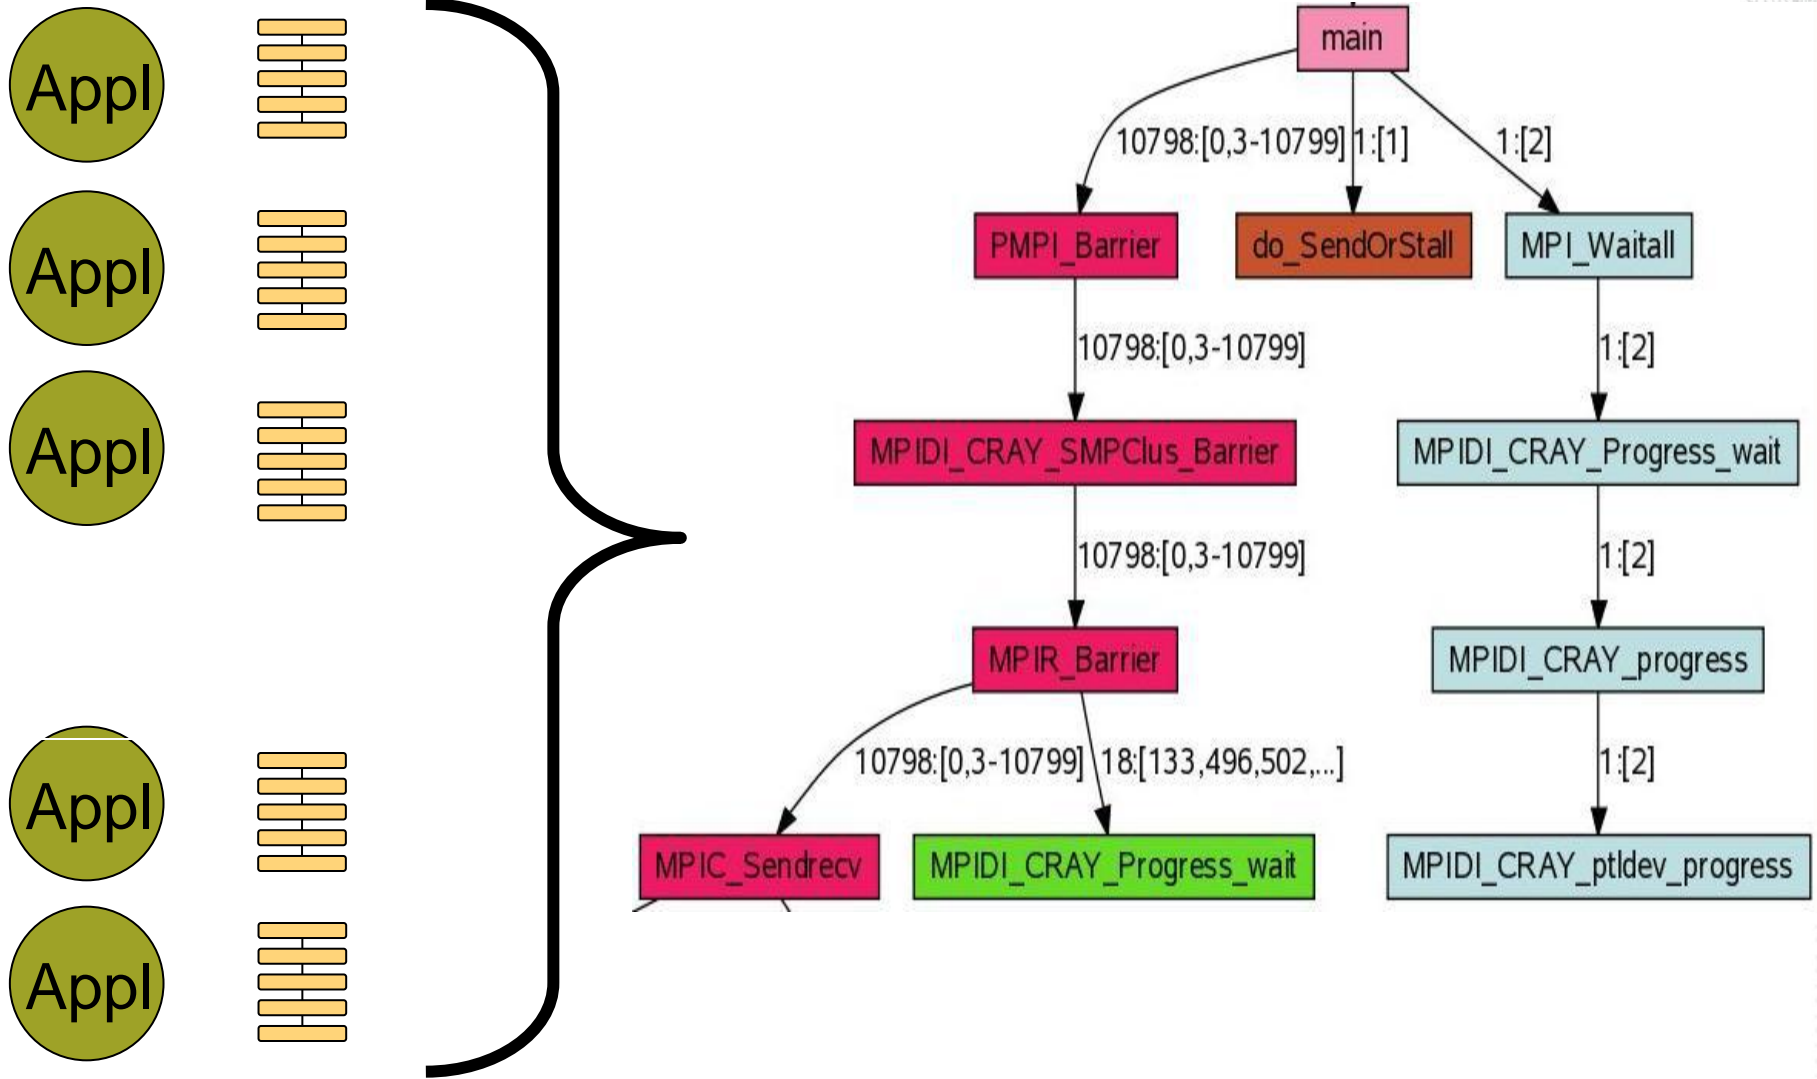 Appl
Appl
Appl
Appl
Appl
main
10798:[0,3-10799]
1:[1]
1:[2]
PMPI_Barrier
do_SendOrStall
MPI_Waitall
10798:[0,3-10799]
1:[2]
MPIDI_CRAY_SMPClus_Barrier
MPIDI_CRAY_Progress_wait
10798:[0,3-10799]
1:[2]
MPIR_Barrier
MPIDI_CRAY_progress
10798:[0,3-10799]
18:[133,496,502,...]
1:[2]
MPIC_Sendrecv
MPIDI_CRAY_Progress_wait
MPIDI_CRAY_ptldev_progress